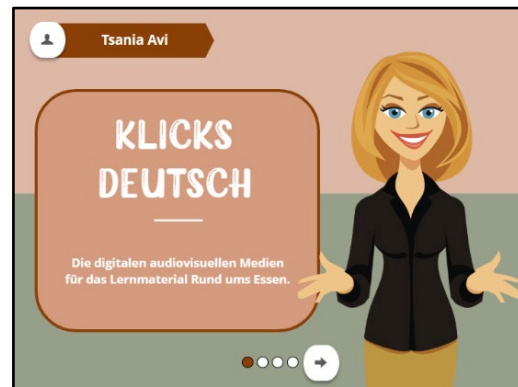 Tsania Avi
KLICKS
DEUTSCH
Die digitalen audiovisuellen Medien
für das Lernmaterial Rund ums Essen.